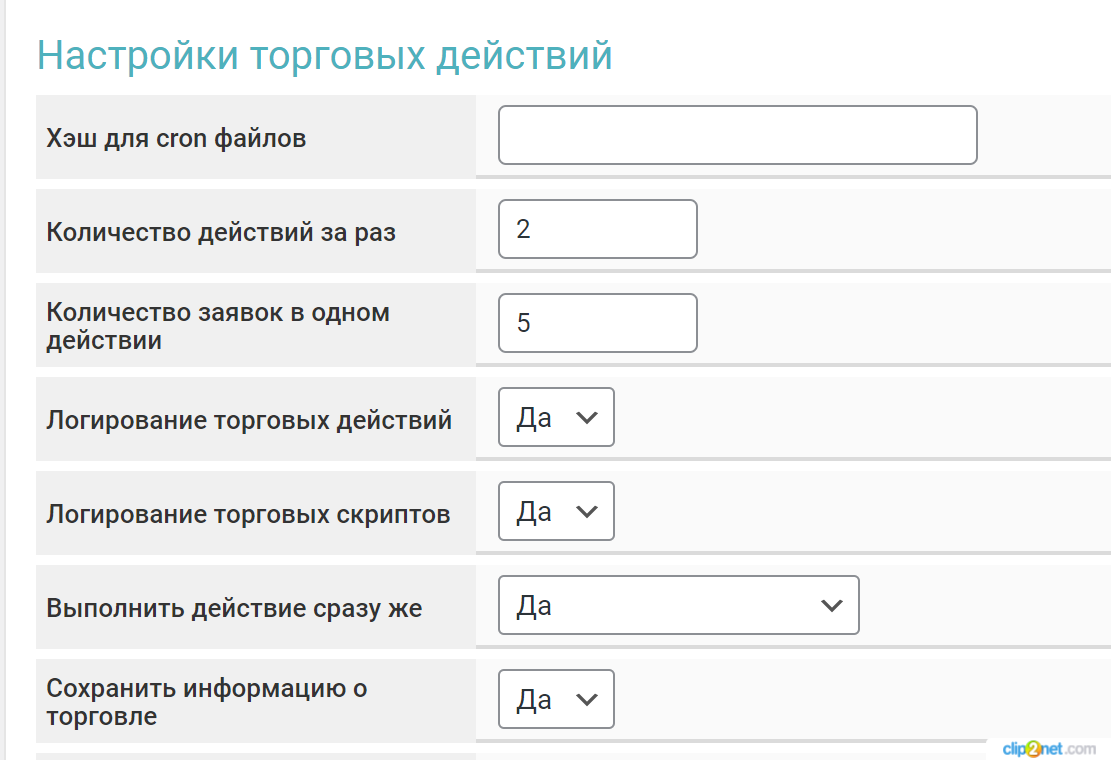 Настройки торговых действий
Хэш для cron файлов
Количество действий за раз
2
Количество заявок в одном
действии
5
Логирование торговых действий
Да
Логирование торговых скриптов
Да
Выполнить действие сразу же
Да
Сохранить информацию о
торговле
Да
clip2net.com